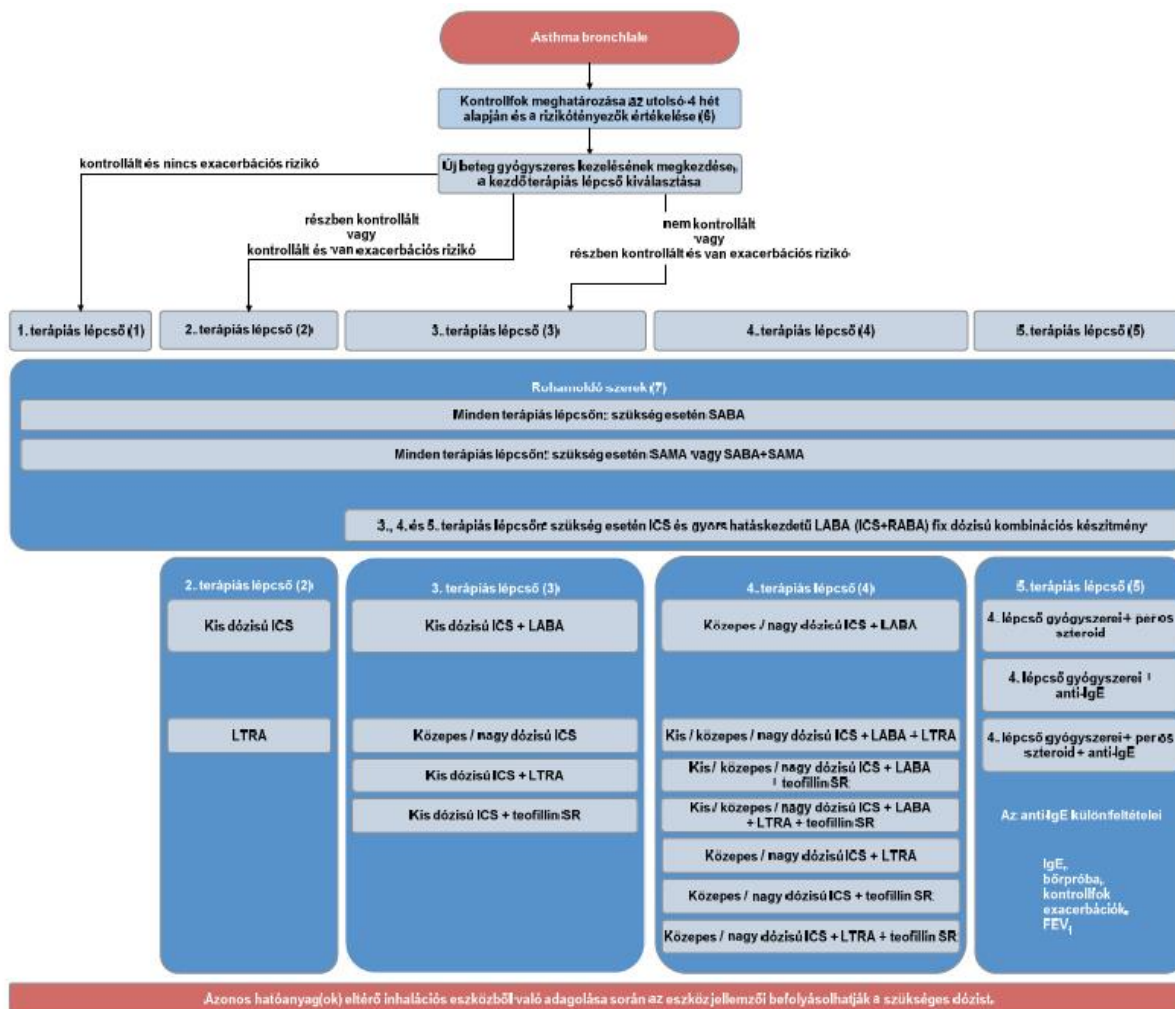 Asthma bronchiale
Kontrollfok meghatározása az utolsó 4 hét
alapján és a rizikótényezők értékelése (6)
kontrollált és nincs exacerbációs rizikó
Új beteg gyógyszeres kezelésének megkezdése,
a kezdő terápiás lépcső kiválasztása
részben kontrollált
vagy
kontrollált és van exacerbációs rizikó
nem kontrollált
vagy
részben kontrollált és van exacerbációs rizikó
1. terápiás lépcső (1)
2. terápiás lépcső (2)
3. terápiás lépcső (3)
4. terápiás lépcső (4)
5. terápiás lépcső (5)
Rohamoldó szerek (7)
Minden terápiás lépcsőn: szükség esetén SABA
Minden terápiás lépcsőn: szükség esetén SAMA vagy SABA+SAMA
3., 4. és 5. terápiás lépcsőn: szükség esetén ICS és gyors hatáskezdetű LABA (ICS+RABA) fix dózisú kombinációs készítmény
2. terápiás lépcső (2)
Kis dózisú ICS
LTRA
3. terápiás lépcső (3)
Kis dózisú ICS + LABA
Közepes / nagy dózisú ICS
Kis dózisú ICS + LTRA
Kis dózisú ICS + teofillin SR
4. terápiás lépcső (4)
Közepes / nagy dózisú ICS + LABA
Kis / közepes / nagy dózisú ICS + LABA + LTRA
Kis / közepes / nagy dózisú ICS + LABA
+ teofillin SR
Kis / közepes / nagy dózisú ICS + LABA
+ LTRA + teofillin SR
Közepes / nagy dózisú ICS + LTRA
Közepes / nagy dózisú ICS + teofillin SR
Közepes / nagy dózisú ICS + LTRA + teofillin SR
5. terápiás lépcső (5)
4. lépcső gyógyszerei + per os
szteroid
4. lépcső gyógyszerei +
anti-IgE
4. lépcső gyógyszerei + per os
szteroid + anti-IgE
Az anti-IgE külön feltételei
IgE,
bőrpróba,
kontrollfok
exacerbációk,
FEV1
Azonos hatóanyag(ok) eltérő inhalációs eszközből való adagolása során az eszköz jellemzői befolyásolhatják a szükséges dózist.